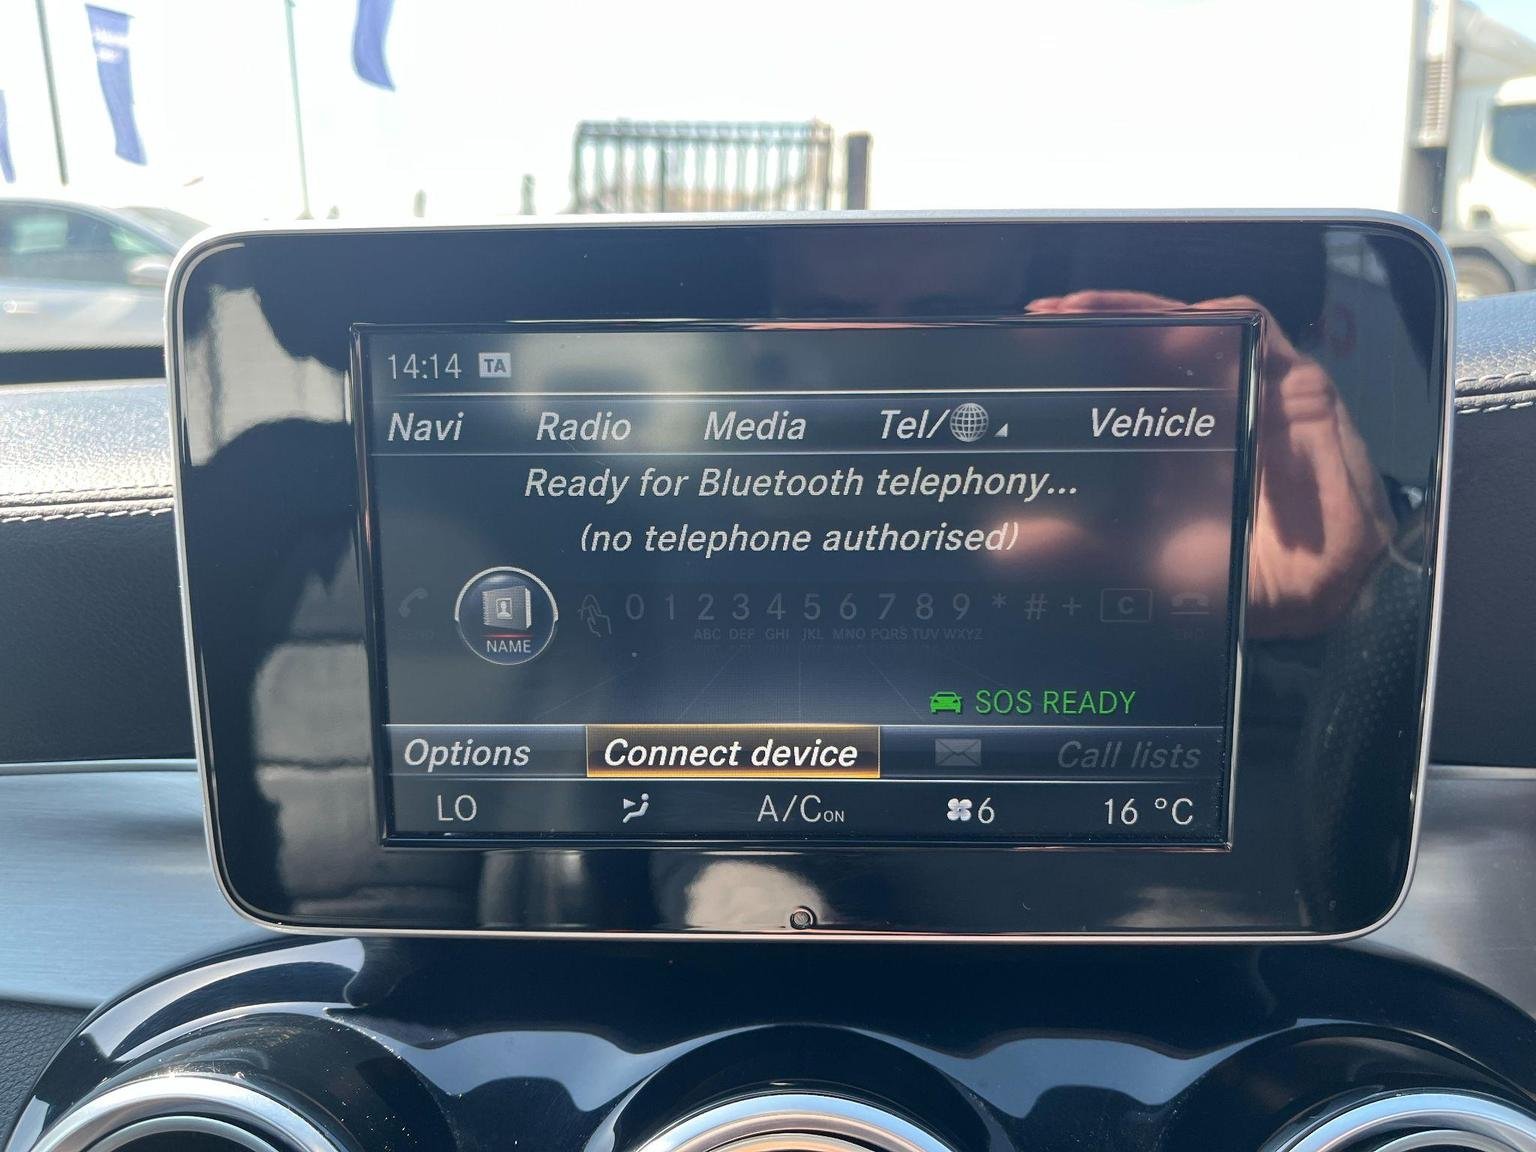 14:14 TA
Navi Radio Media Tel/ Vehicle
Ready for Bluetooth telephony...
(no telephone authorised)
NAME 0 1 2 3 4 5 6 7 8 9 * # + C
ABC DEF GHI JKL MNO PQRS TUV WXYZ
SOS READY
Options Connect device Call lists
LO A/C ON 6 16 °C